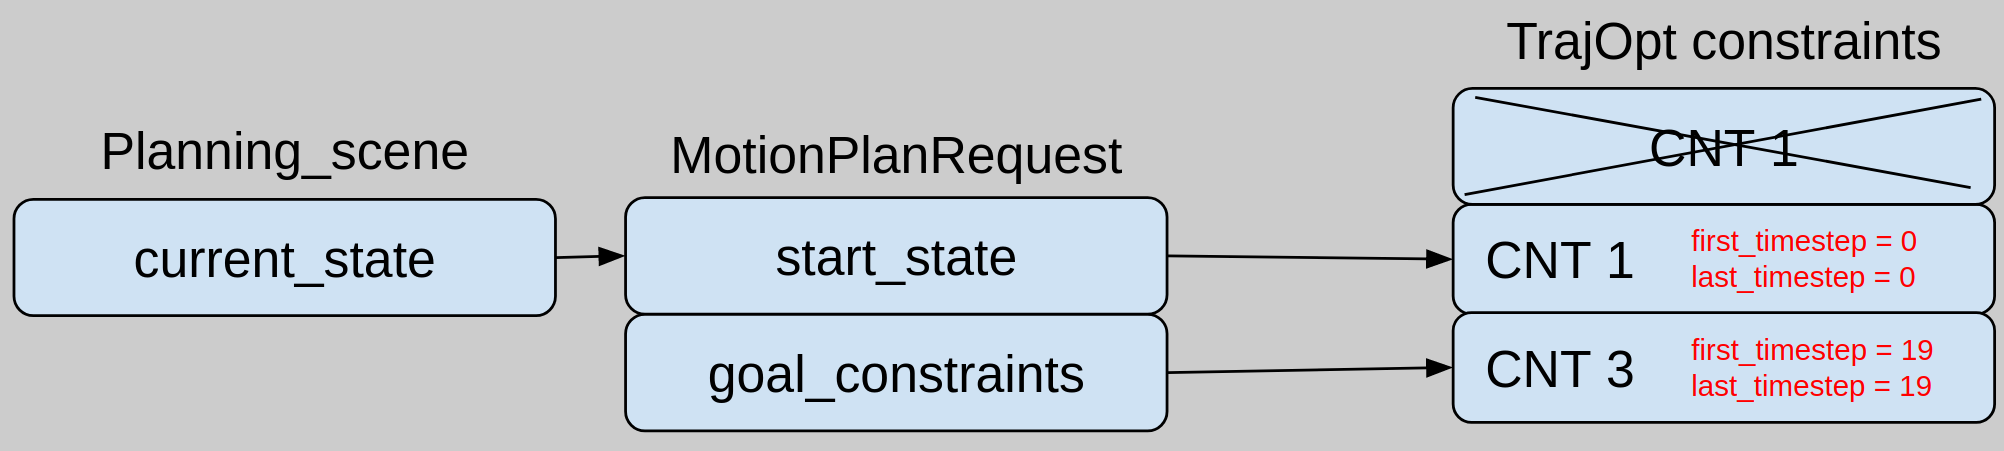 TrajOpt constraints
Planning_scene
MotionPlanRequest
CNT 1
current_state
start_state
CNT 1
first_timestep = 0
last_timestep = 0
goal_constraints
CNT 3
first_timestep = 19
last_timestep = 19